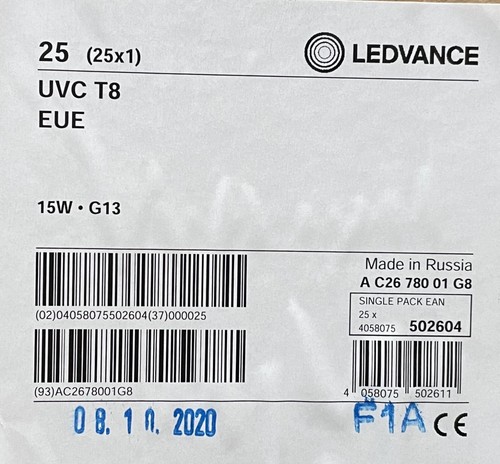 25 (25x1)
LEDVANCE
UVC T8
EUE
15W • G13
Made in Russia
A C26 780 01 G8
SINGLE PACK EAN
25 x
4058075 502604
(02)04058075502604(37)000025
(93)AC2678001G8
4 058075 502611
08. 10. 2020
F1A CE